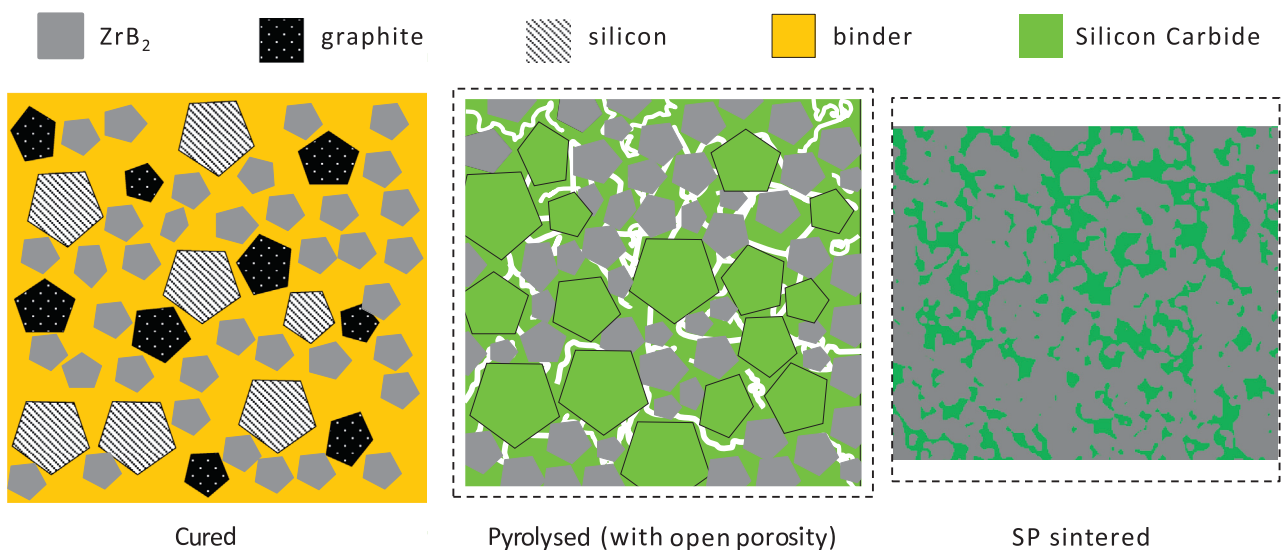 ZrB₂ graphite silicon binder Silicon Carbide
Cured Pyrolysed (with open porosity) SP sintered